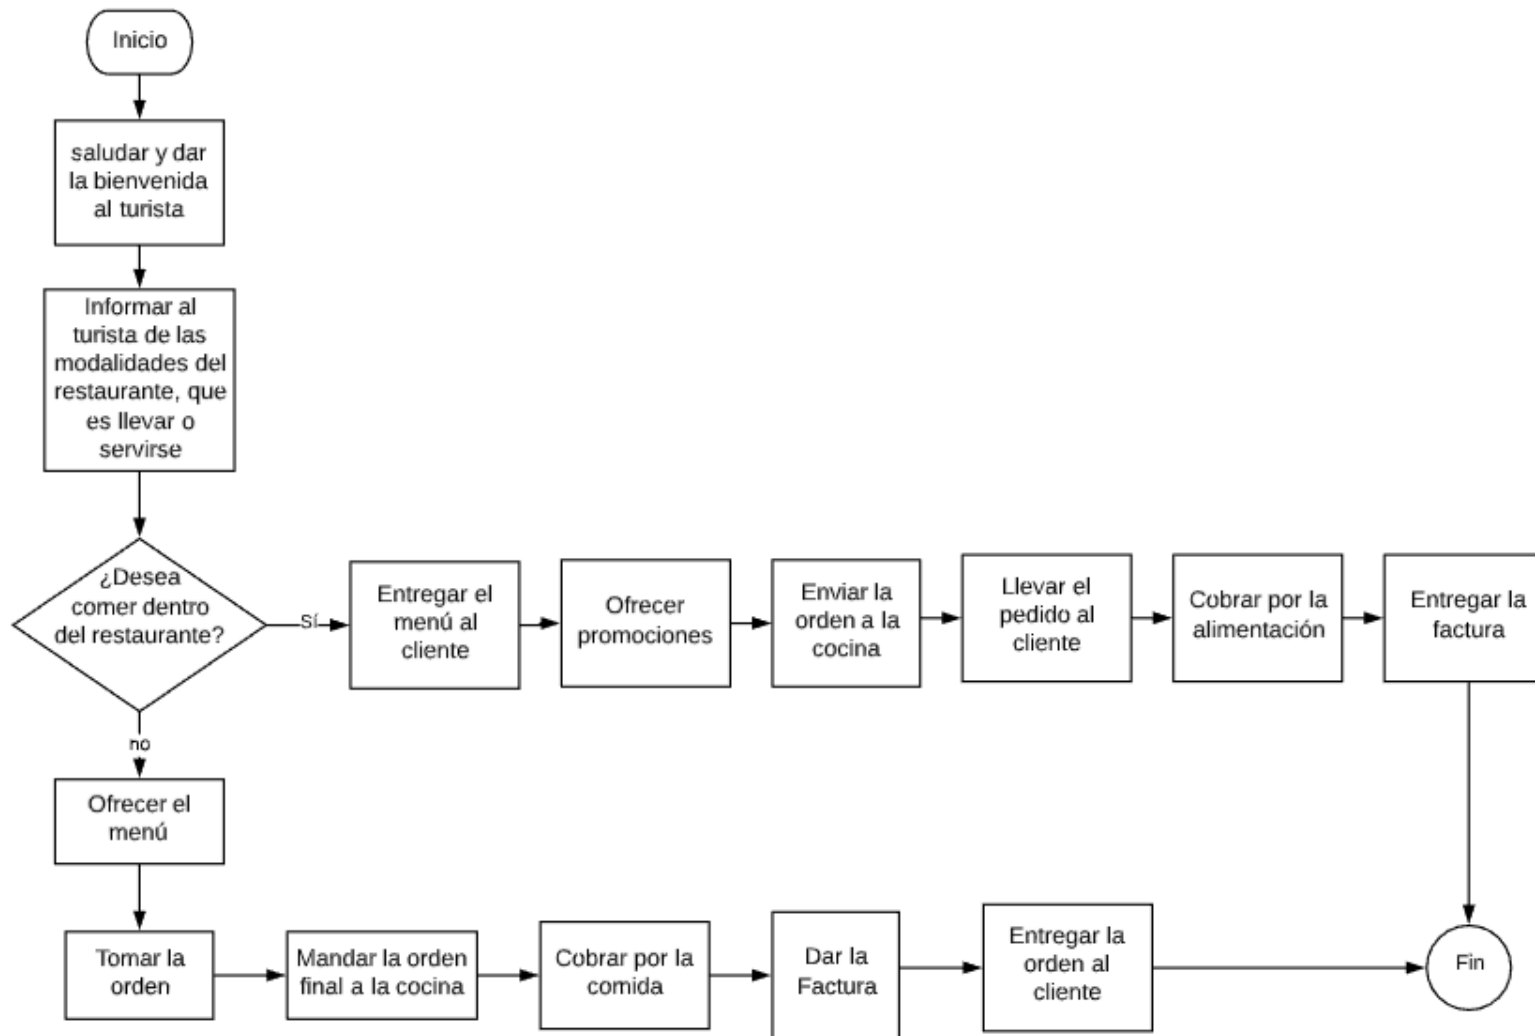 Inicio
saludar y dar
la bienvenida
al turista
Informar al
turista de las
modalidades del
restaurante, que
es llevar o
servirse
¿Desea
comer dentro
del restaurante?
Sí
Entregar el
menú al
cliente
Ofrecer
promociones
Enviar la
orden a la
cocina
Llevar el
pedido al
cliente
Cobrar por la
alimentación
Entregar la
factura
no
Ofrecer el
menú
Tomar la
orden
Mandar la orden
final a la cocina
Cobrar por la
comida
Dar la
Factura
Entregar la
orden al
cliente
Fin